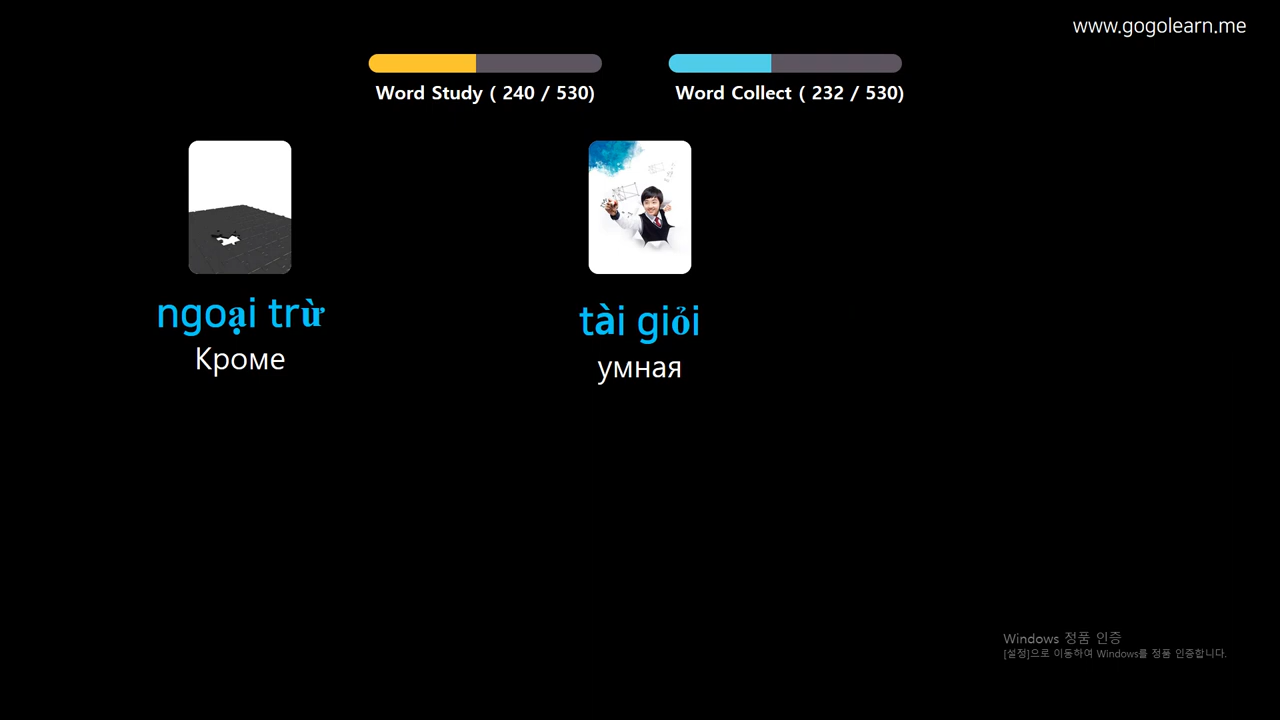 www.gogolearn.me
Word Study ( 240 / 530)
Word Collect ( 232 / 530)
ngoại trừ
Кроме
tài giỏi
умная
Windows 정품 인증
[설정]으로 이동하여 Windows를 정품 인증합니다.